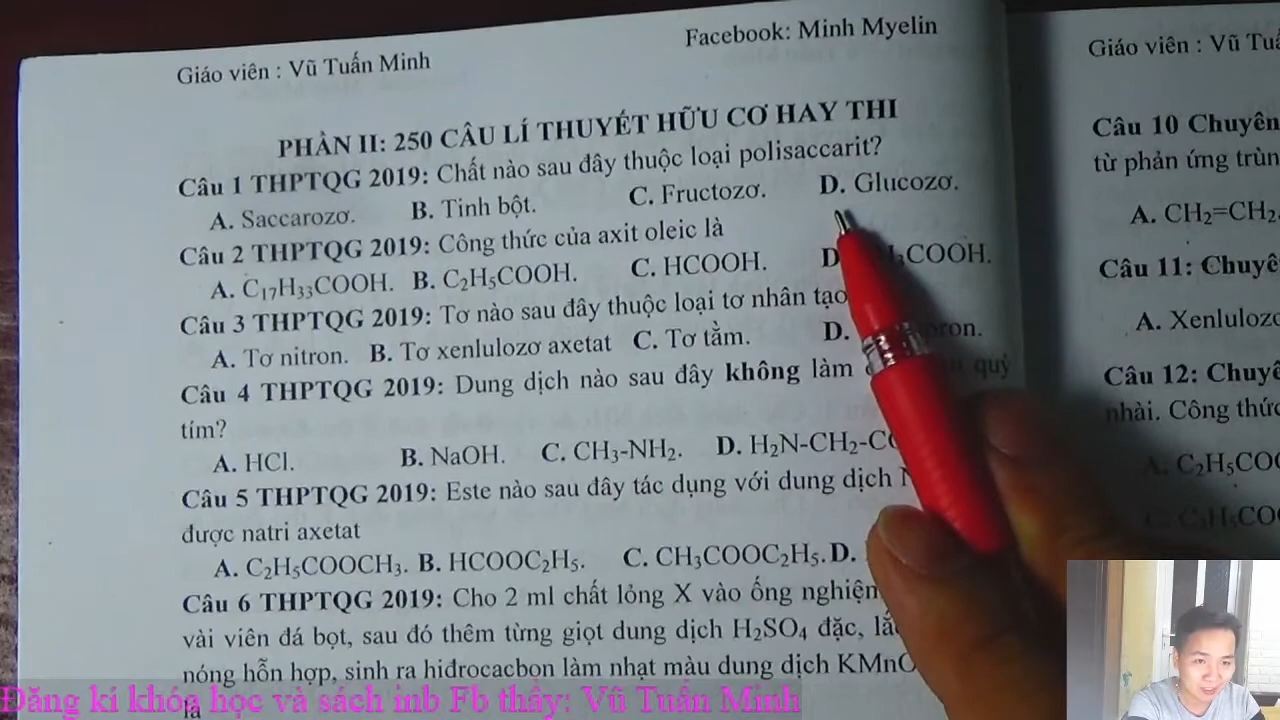 Giáo viên : Vũ Tuấn Minh
Facebook: Minh Myelin
PHẦN II: 250 CÂU LÍ THUYẾT HỮU CƠ HAY THI
Câu 1 THPTQG 2019: Chất nào sau đây thuộc loại polisaccarit?
A. Saccarozơ. B. Tinh bột. C. Fructozơ. D. Glucozơ.
Câu 2 THPTQG 2019: Công thức của axit oleic là
A. C₁₇H₃₃COOH. B. C₂H₅COOH. C. HCOOH. D ₃COOH.
Câu 3 THPTQG 2019: Tơ nào sau đây thuộc loại tơ nhân tạo
A. Tơ nitron. B. Tơ xenlulozơ axetat C. Tơ tằm. D. ron.
Câu 4 THPTQG 2019: Dung dịch nào sau đây không làm quỳ
tím?
A. HCl. B. NaOH. C. CH₃-NH₂. D. H₂N-CH₂-C
Câu 5 THPTQG 2019: Este nào sau đây tác dụng với dung dịch N
được natri axetat
A. C₂H₅COOCH₃. B. HCOOC₂H₅. C. CH₃COOC₂H₅. D.
Câu 6 THPTQG 2019: Cho 2 ml chất lỏng X vào ống nghiệm
vài viên đá bọt, sau đó thêm từng giọt dung dịch H₂SO₄ đặc, lắ
nóng hỗn hợp, sinh ra hiđrocacbon làm nhạt màu dung dịch KMnO
là
Giáo viên : Vũ Tu
Câu 10 Chuyên
từ phản ứng trùn
A. CH₂=CH₂
Câu 11: Chuyê
A. Xenlulozơ
Câu 12: Chuyê
nhài. Công thức
A. C₂H₅CO
Đăng kí khóa học và sách inb Fb thầy: Vũ Tuấn Minh